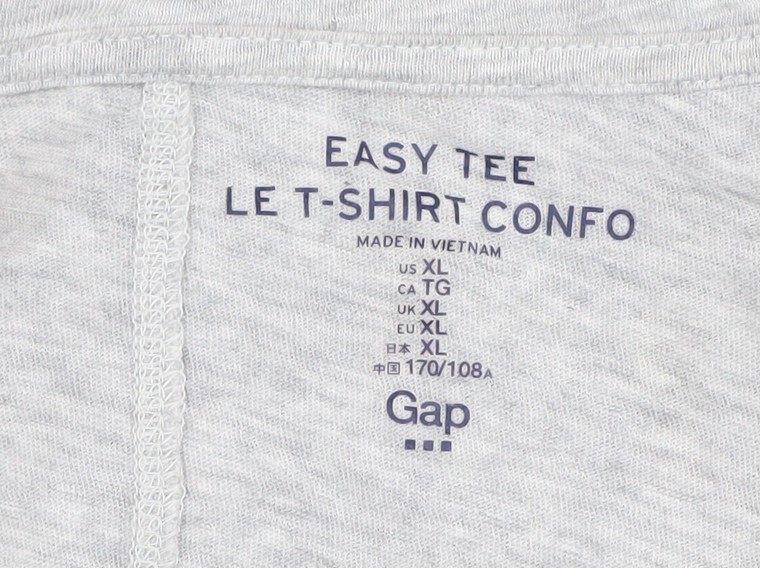 EASY TEE
LE T-SHIRT CONFO
MADE IN VIETNAM
US XL
CA TG
UK XL
EU XL
日本 XL
中国 170/108A
Gap